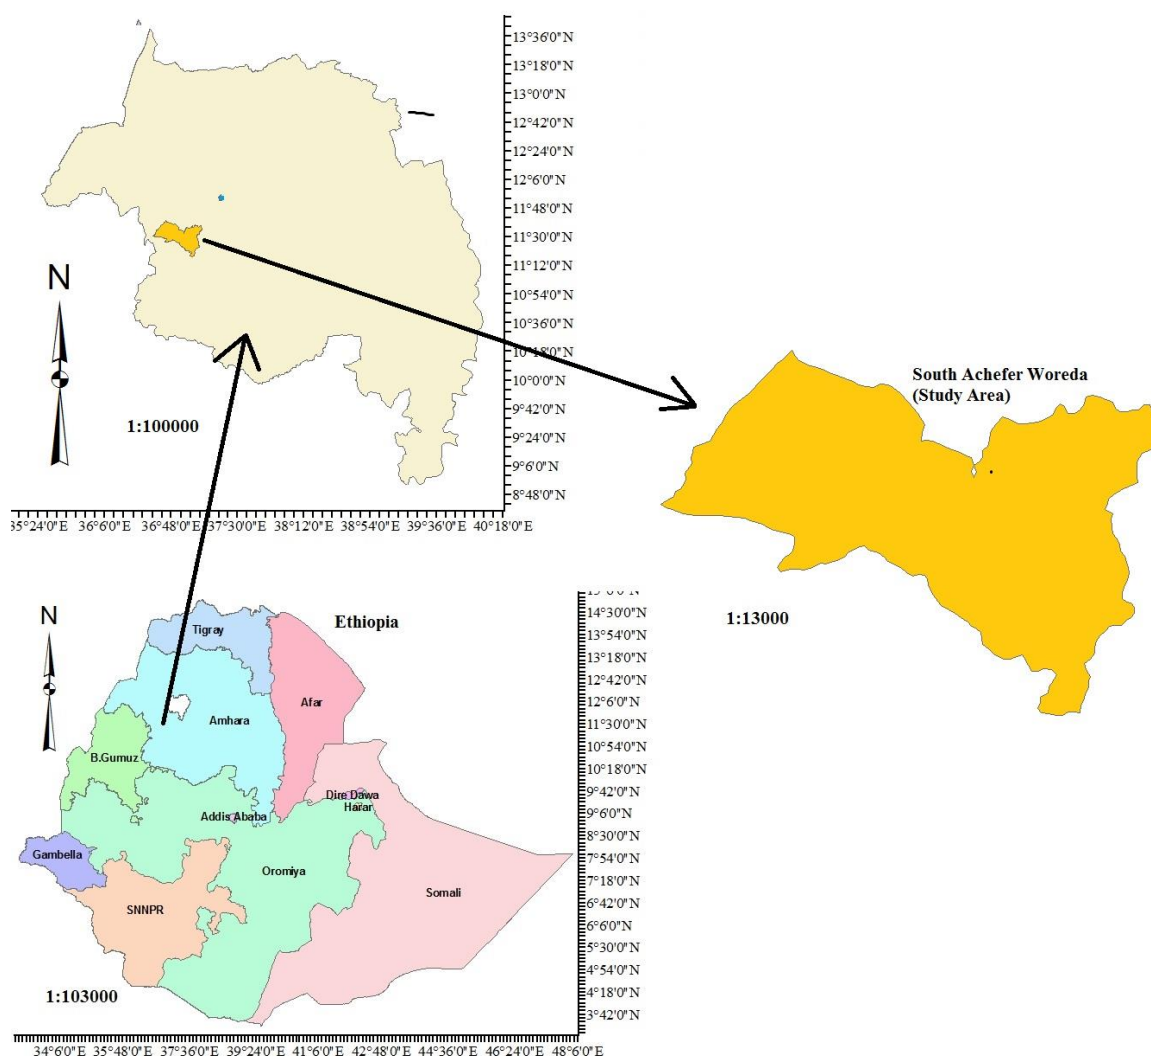 13°36'0"N
13°18'0"N
13°0'0"N
12°42'0"N
12°24'0"N
12°6'0"N
11°48'0"N
11°30'0"N
11°12'0"N
10°54'0"N
10°36'0"N
10°18'0"N
10°0'0"N
9°42'0"N
9°24'0"N
9°6'0"N
8°48'0"N
N
1:100000
35°24'0"E 36°6'0"E 36°48'0"E 37°30'0"E 38°12'0"E 38°54'0"E 39°36'0"E 40°18'0"E
South Achefer Woreda
(Study Area)
1:13000
N
Ethiopia
14°30'0"N
13°54'0"N
13°18'0"N
12°42'0"N
12°6'0"N
11°30'0"N
10°54'0"N
10°18'0"N
9°42'0"N
9°6'0"N
8°30'0"N
7°54'0"N
7°18'0"N
6°42'0"N
6°6'0"N
5°30'0"N
4°54'0"N
4°18'0"N
3°42'0"N
Tigray
Afar
Amhara
B.Gumuz
Dire Dawa
Harar
Addis Ababa
Gambella
Oromiya
Somali
SNNPR
1:103000
34°6'0"E 35°48'0"E 37°36'0"E 39°24'0"E 41°6'0"E 42°48'0"E 44°36'0"E 46°24'0"E 48°6'0"E